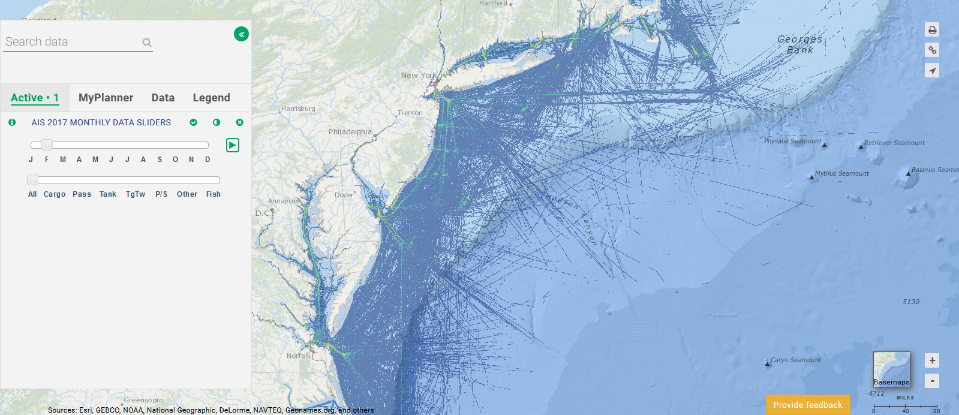 Cleveland
Hartford
Search data
«
Georges
Bank
New York
Active • 1
MyPlanner
Data
Legend
Harrisburg
Trenton
AIS 2017 MONTHLY DATA SLIDERS
Philadelphia
J F M A M J J A S O N D
Physalia Seamount
Retriever Seamount
Mytilus Seamount
Balanus Seamount
All Cargo Pass Tank TgTw P/S Other Fish
Dover
Annapolis
D.C.
5130
Norfolk
Caryn Seamount
+
Basemaps
-
4711
Greensboro
MILES
0 40 80
Provide feedback
Sources: Esri, GEBCO, NOAA, National Geographic, DeLorme, NAVTEQ, Geonames.org, and others